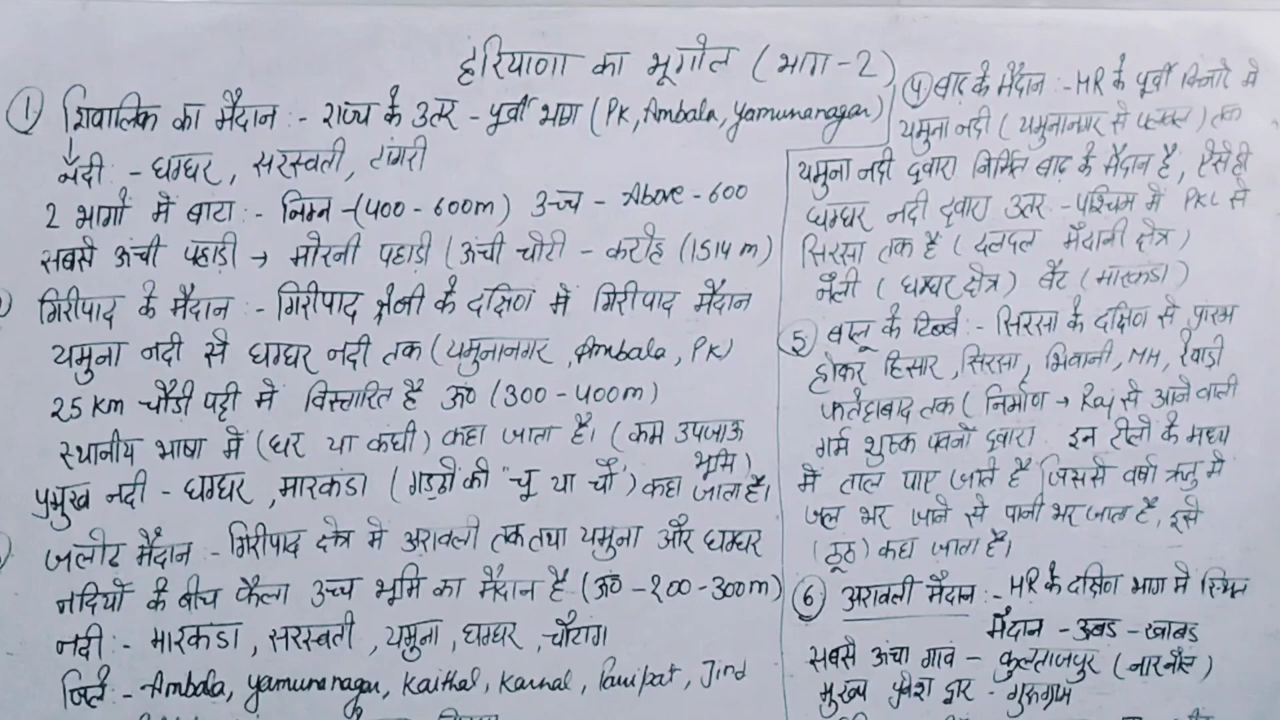 हरियाणा का भूगोल (भाग -2)
① शिवालिक का मैदान :- राज्य के उत्तर - पूर्वी भाग (PK, Ambala, Yamunanagar)
नदी :- घग्घर, सरस्वती, टांगरी
2 भागों में बाटा :- निम्न -(400 - 600m) उच्च - Above - 600
सबसे ऊंची पहाड़ी → मोरनी पहाड़ी (ऊंची चोटी - करोह (1514 m)
गिरीपाद के मैदान :- गिरीपाद श्रेणी के दक्षिण में गिरीपाद मैदान
यमुना नदी से घग्घर नदी तक (यमुनानगर, Ambala, PK)
25 Km चौड़ी पट्टी में विस्तारित है ऊं० (300 - 400m)
स्थानीय भाषा में (घर या कंधी) कहा जाता है। (कम उपजाऊ भूमि)
प्रमुख नदी - घग्घर, मारकंडा (गड्ढों को "चू या चौ") कहा जाता है।
जलोढ मैदान :- गिरीपाद क्षेत्र में अरावली तक तथा यमुना और घग्घर
नदियों के बीच फैला उच्च भूमि का मैदान है (ऊं० - 200 - 300m)
नदी :- मारकंडा, सरस्वती, यमुना, घग्घर, चौटांग
जिले :- Ambala, Yamunanagar, Kaithal, Karnal, Panipat, Jind
④ बाढ़ के मैदान :- HR के पूर्वी किनारे में
यमुना नदी (यमुनानगर से पलवल) तक
यमुना नदी द्वारा निर्मित बाढ़ के मैदान है, ऐसे ही
घग्घर नदी द्वारा उत्तर - पश्चिम में PKL से
सिरसा तक है (दलदल मैदानी क्षेत्र)
नैली (घग्घर क्षेत्र) बैट (मारकंडा)
⑤ बालू के टिब्बे :- सिरसा के दक्षिण से प्रारंभ
होकर हिसार, सिरसा, भिवानी, MH, रेवाड़ी
फतेहाबाद तक (निर्माण → Raj से आने वाली
गर्म शुष्क पवनों द्वारा इन टीलों के मध्य
में ताल पाए जाते है जिससे वर्षा ऋतु में
जल भर जाने से पानी भर जाता है, इसे
(ठूठ) कहा जाता है।
⑥ अरावली मैदान :- HR के दक्षिण भाग में स्थित
मैदान - ऊबड - खाबड
सबसे ऊंचा गांव - कुलताजपुर (नारनौल)
मुख्य प्रवेश द्वार - गुरुग्राम